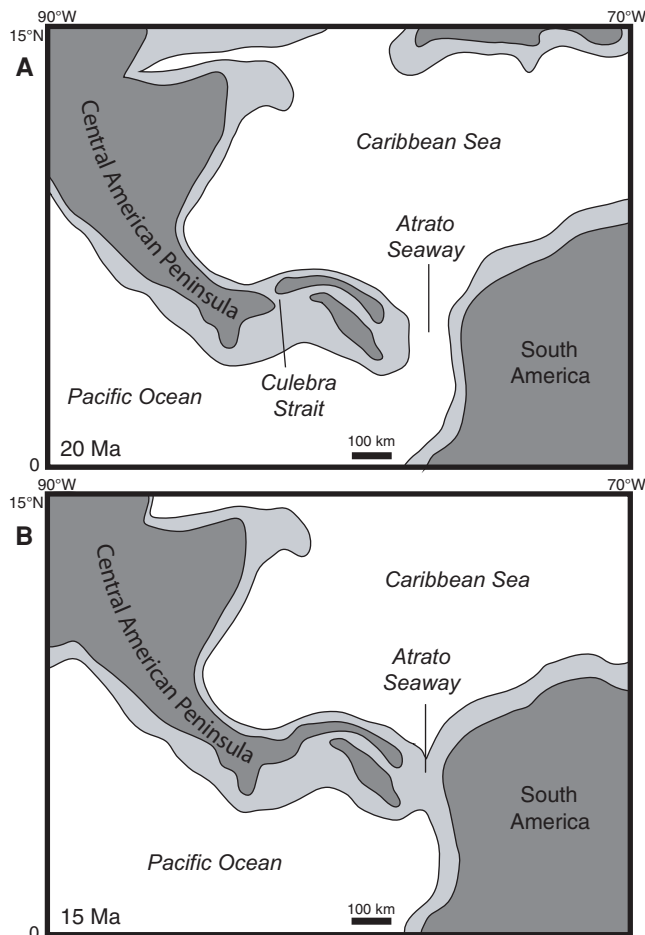 90°W
70°W
15°N
A
Central American Peninsula
Caribbean Sea
Atrato
Seaway
Culebra
Strait
South
America
Pacific Ocean
20 Ma
100 km
0
90°W
70°W
15°N
B
Central American Peninsula
Caribbean Sea
Atrato
Seaway
South
America
Pacific Ocean
15 Ma
100 km
0